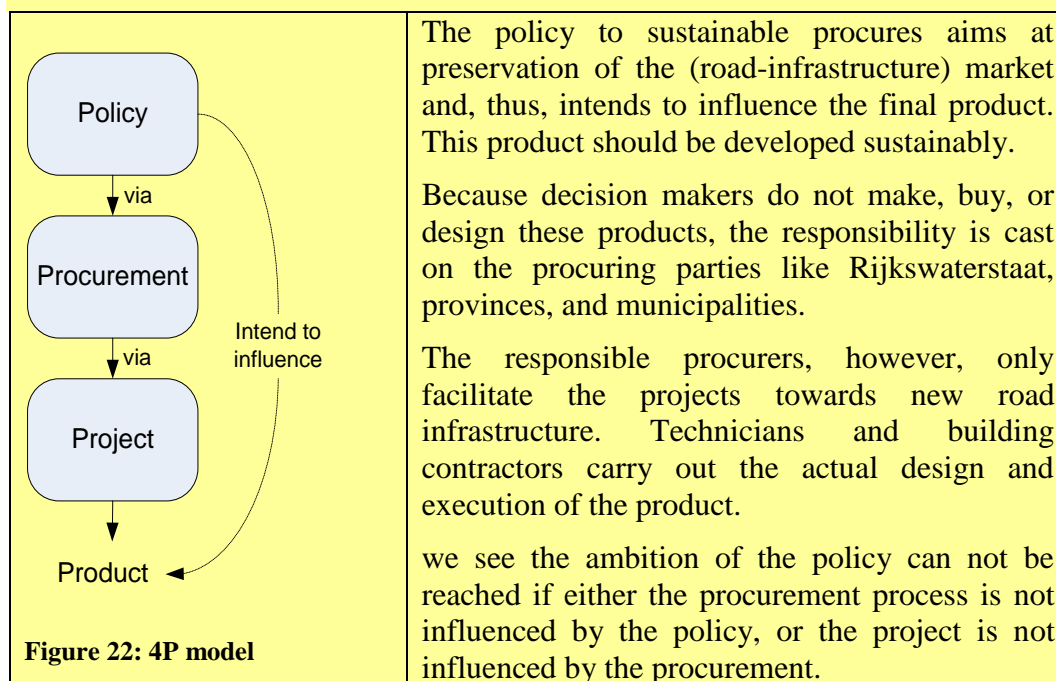 Policy
via
Procurement
Intend to
influence
via
Project
Product
Figure 22: 4P model
The policy to sustainable procures aims at
preservation of the (road-infrastructure) market
and, thus, intends to influence the final product.
This product should be developed sustainably.
Because decision makers do not make, buy, or
design these products, the responsibility is cast
on the procuring parties like Rijkswaterstaat,
provinces, and municipalities.
The responsible procurers, however, only
facilitate the projects towards new road
infrastructure. Technicians and building
contractors carry out the actual design and
execution of the product.
we see the ambition of the policy can not be
reached if either the procurement process is not
influenced by the policy, or the project is not
influenced by the procurement.